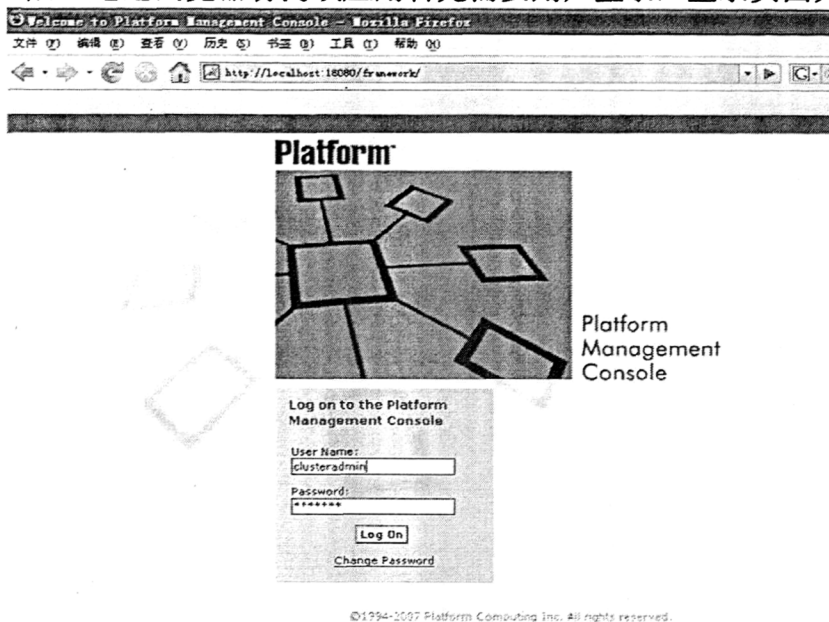 Welcome to Platform Management Console - Mozilla Firefox
文件 (F) 编辑 (E) 查看 (V) 历史 (S) 书签 (B) 工具 (T) 帮助 (H)
http://localhost:18080/framework/
Platform
Platform
Management
Console
Log on to the Platform
Management Console
User Name:
clusteradmin
Password:
*******
Log On
Change Password
©1994-2007 Platform Computing Inc. All rights reserved.